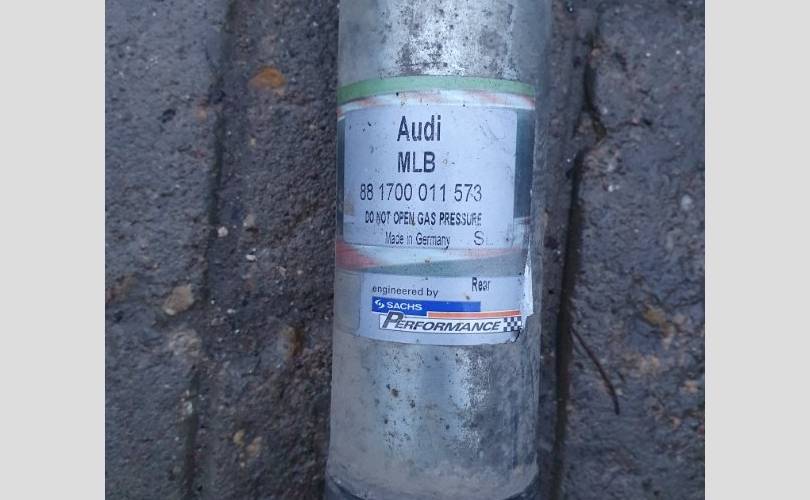 Audi
MLB
88 1700 011 573
DO NOT OPEN GAS PRESSURE
Made in Germany S
Rear
engineered by
SACHS
PERFORMANCE